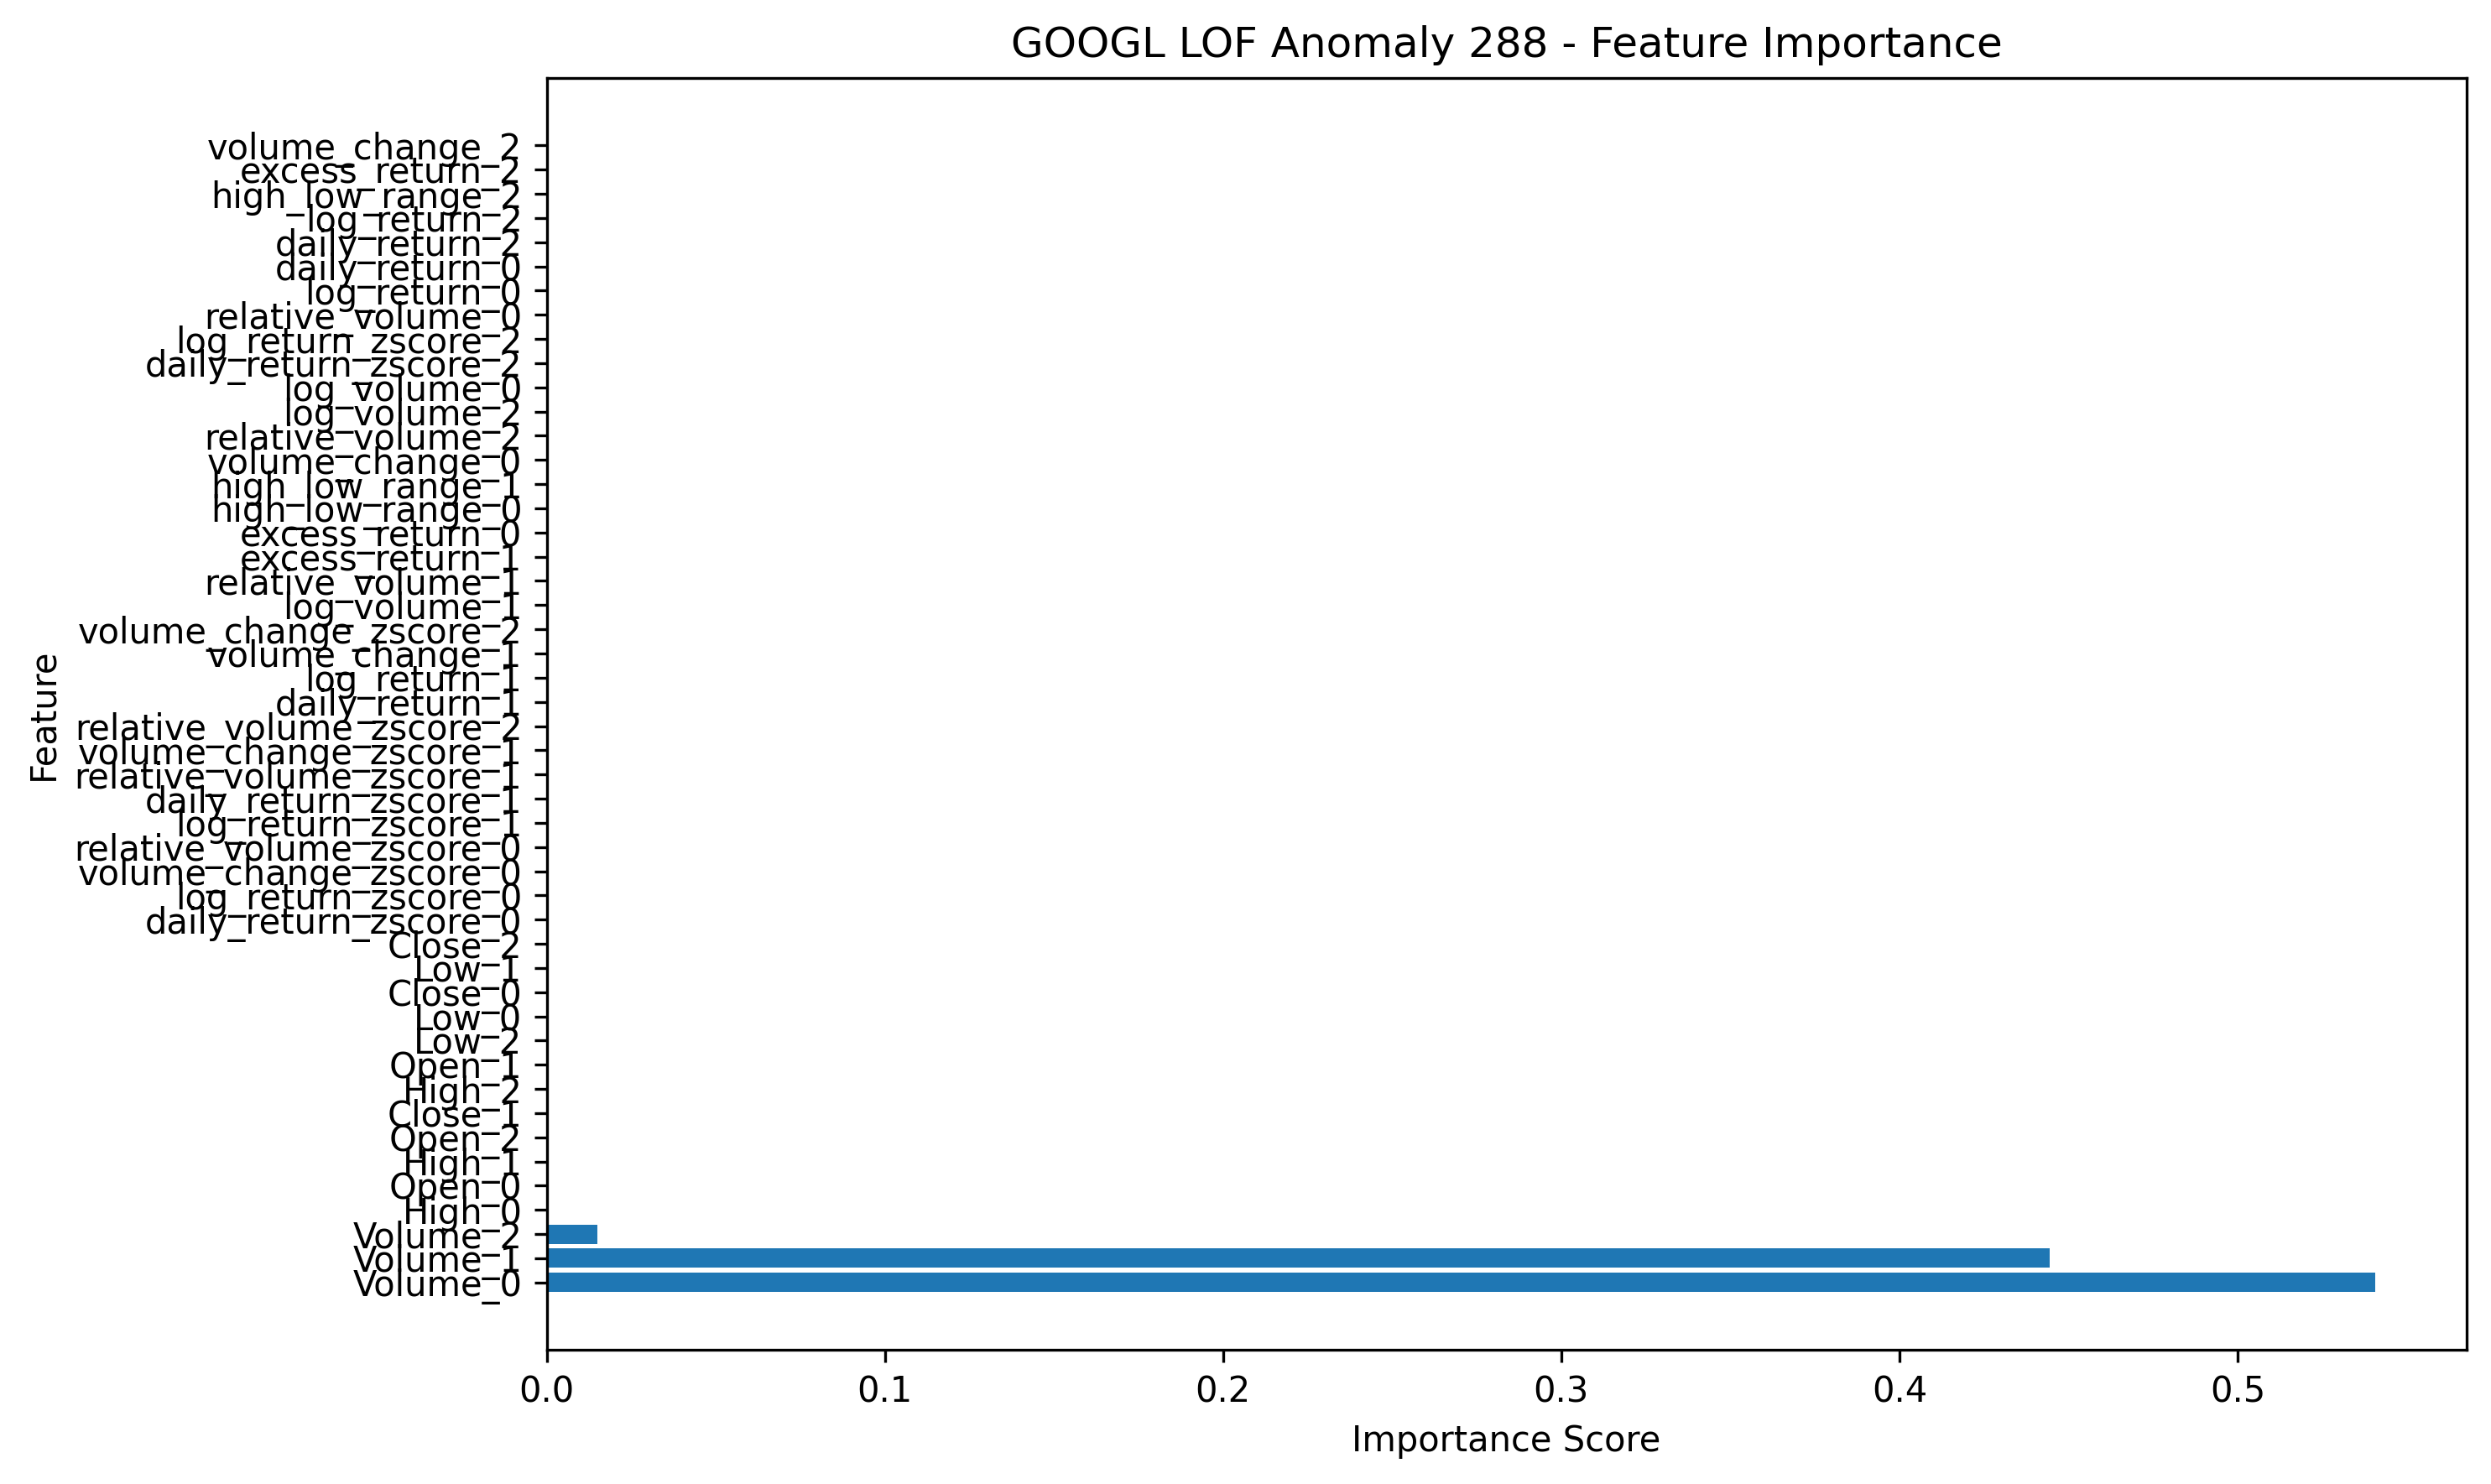 GOOGL LOF Anomaly 288 - Feature Importance
volume_change_2
excess_return_2
high_low_range_2
log_return_2
daily_return_2
daily_return_0
log_return_0
relative_volume_0
log_return_zscore_2
daily_return_zscore_2
log_volume_0
log_volume_2
relative_volume_2
volume_change_0
high_low_range_1
high_low_range_0
excess_return_0
excess_return_1
relative_volume_1
log_volume_1
volume_change_zscore_2
volume_change_1
log_return_1
daily_return_1
relative_volume_zscore_2
volume_change_zscore_1
relative_volume_zscore_1
daily_return_zscore_1
log_return_zscore_1
relative_volume_zscore_0
volume_change_zscore_0
log_return_zscore_0
daily_return_zscore_0
Close_2
Low_1
Close_0
Low_0
Low_2
Open_1
High_2
Close_1
Open_2
High_1
Open_0
High_0
Volume_2
Volume_1
Volume_0
Feature
0.0 0.1 0.2 0.3 0.4 0.5
Importance Score